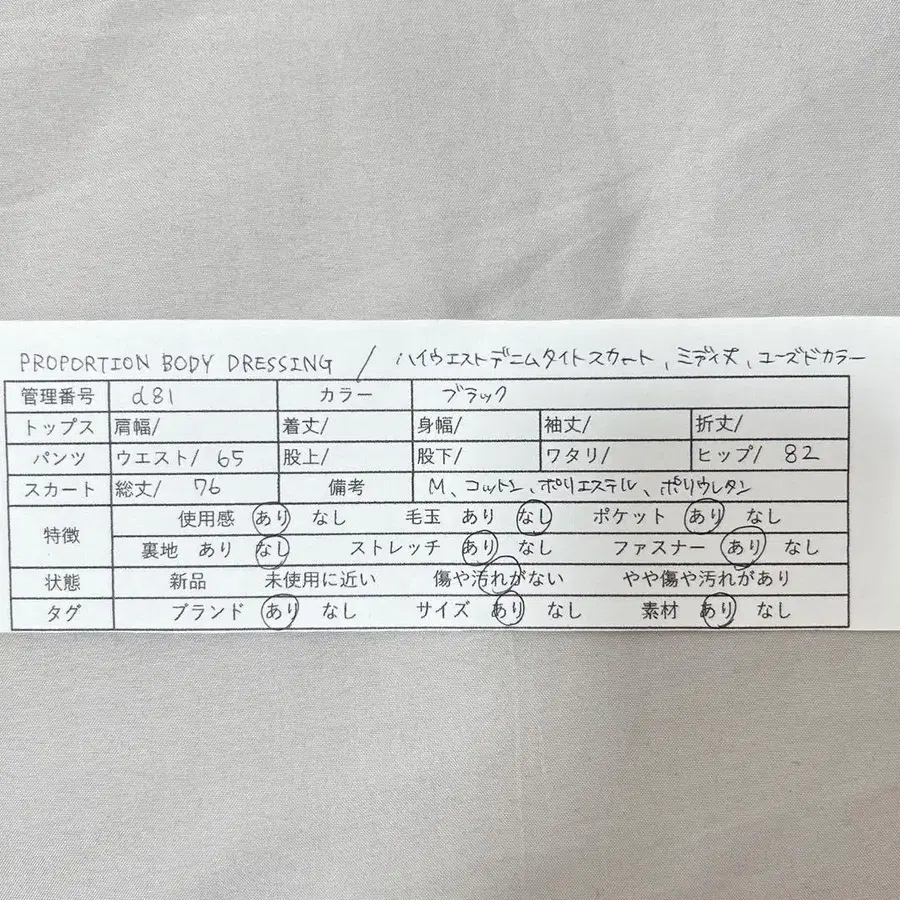 PROPORTION BODY DRESSING / ハイウエストデニムタイトスカート、ミディ丈、ユーズドカラー
管理番号 d81 カラー ブラック
トップス 肩幅/ 着丈/ 身幅/ 袖丈/ 折丈/
パンツ ウエスト/ 65 股上/ 股下/ ワタリ/ ヒップ/ 82
スカート 総丈/ 76 備考 M、コットン、ポリエステル、ポリウレタン
特徴 使用感 あり なし 毛玉 あり なし ポケット あり なし
裏地 あり なし ストレッチ あり なし ファスナー あり なし
状態 新品 未使用に近い 傷や汚れがない やや傷や汚れがあり
タグ ブランド あり なし サイズ あり なし 素材 あり なし